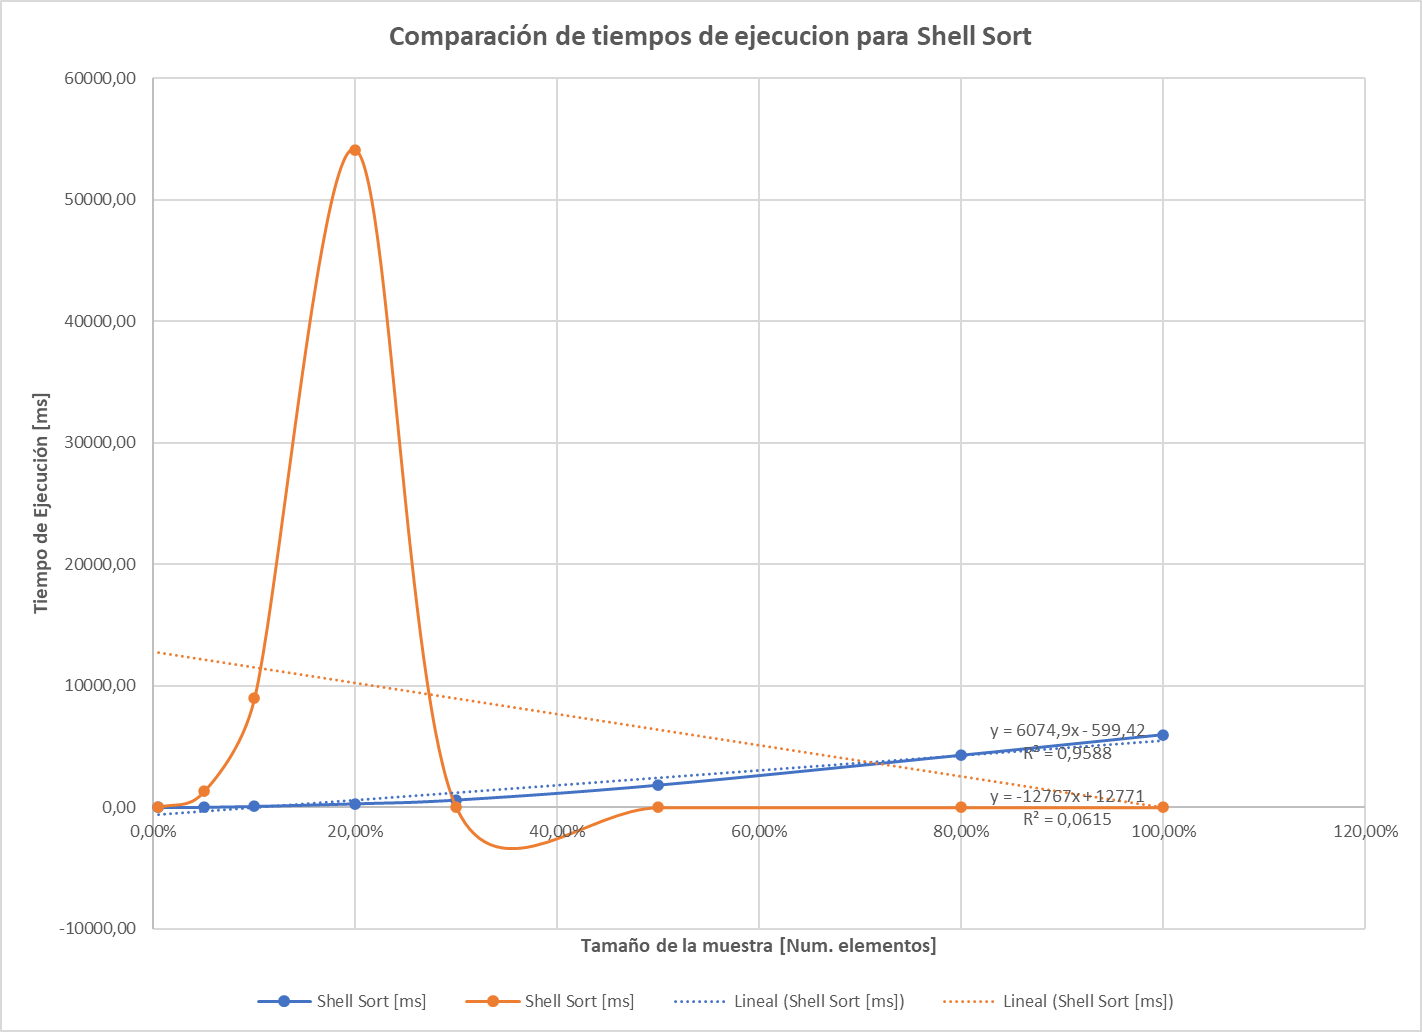 Comparación de tiempos de ejecucion para Shell Sort
Tiempo de Ejecución [ms]
60000,00
50000,00
40000,00
30000,00
20000,00
10000,00
0,00
-10000,00
y = 6074,9x - 599,42
R² = 0,9588
y = -12767x + 12771
R² = 0,0615
0,00%
20,00%
40,00%
60,00%
80,00%
100,00%
120,00%
Tamaño de la muestra [Num. elementos]
Shell Sort [ms]
Shell Sort [ms]
Lineal (Shell Sort [ms])
Lineal (Shell Sort [ms])